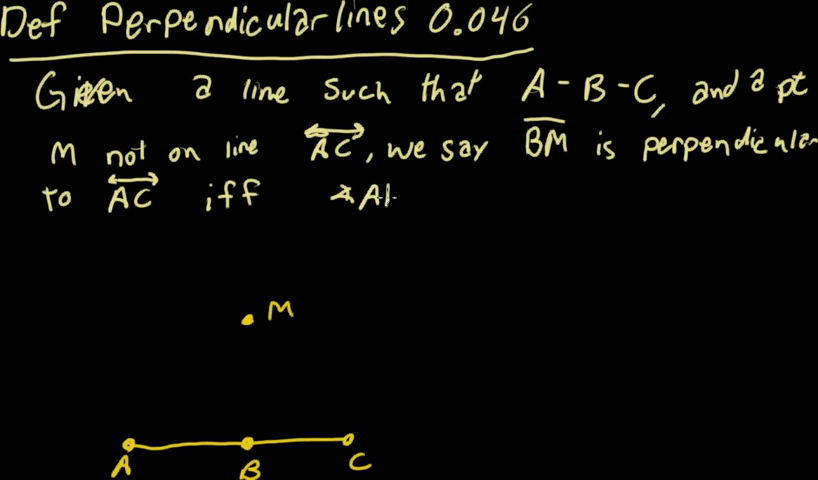 Def Perpendicular lines 0.046
Given a line such that A-B-C, and a pt
M not on line AC, we say BM is perpendicular
to AC iff ∡A
M
A B C